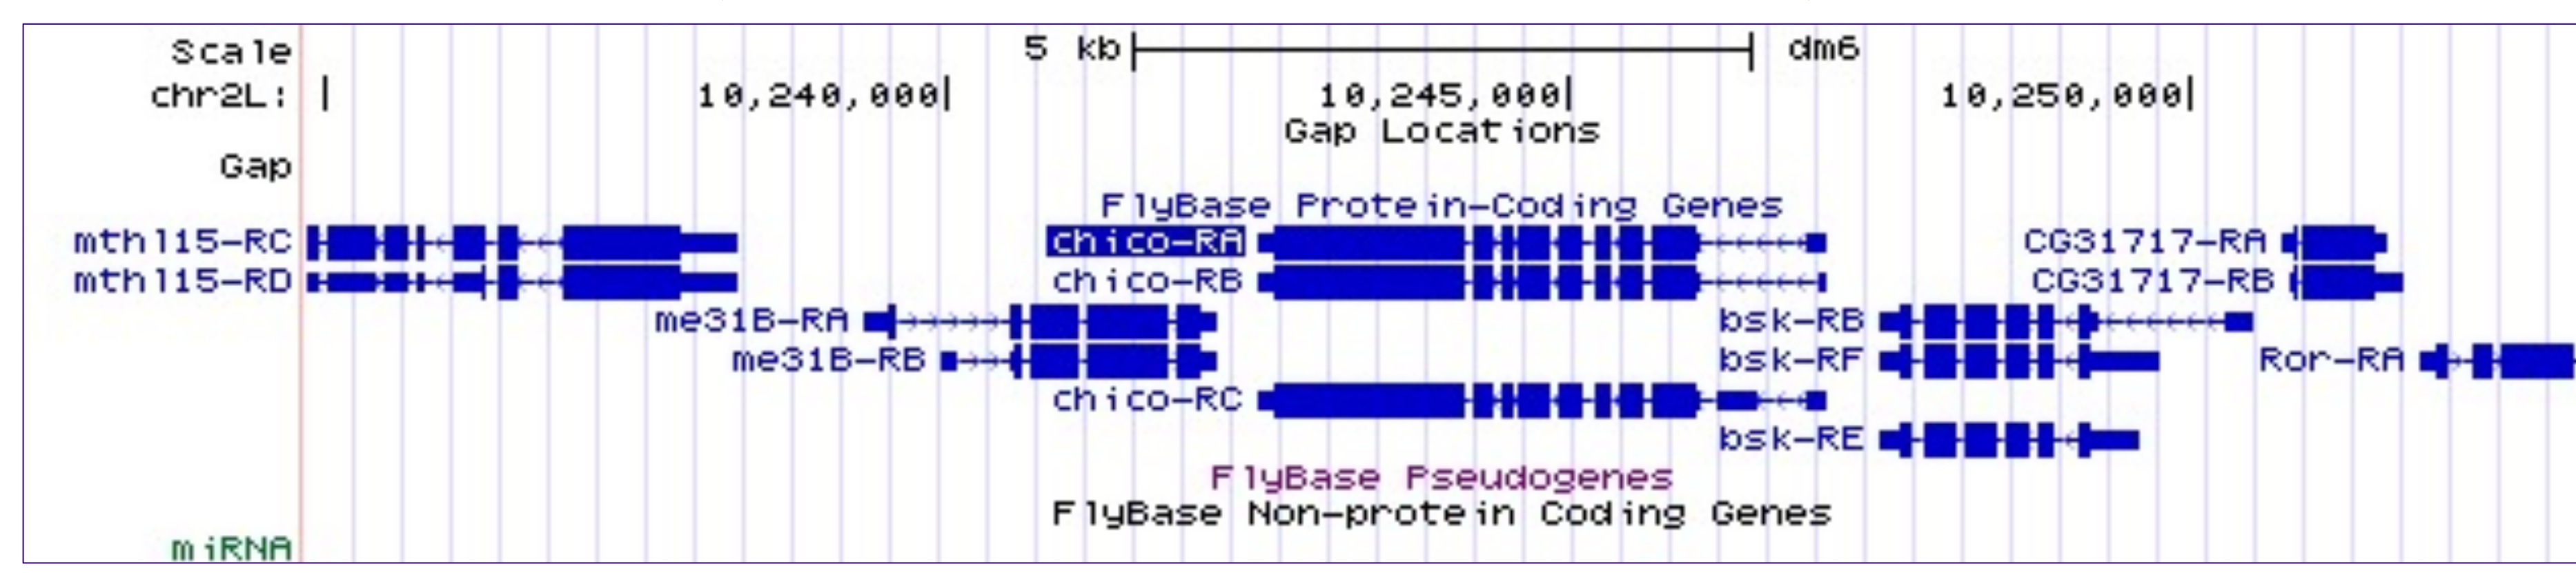 Scale 5 kb dm6
chr2L: 10,240,000 10,245,000 10,250,000
Gap Locations
Gap
FlyBase Protein-Coding Genes
mthl15-RC chico-RA CG31717-RA
mthl15-RD chico-RB CG31717-RB
me31B-RA bsk-RB
me31B-RB bsk-RF Ror-RA
chico-RC
bsk-RE
FlyBase Pseudogenes
FlyBase Non-protein Coding Genes
miRNA